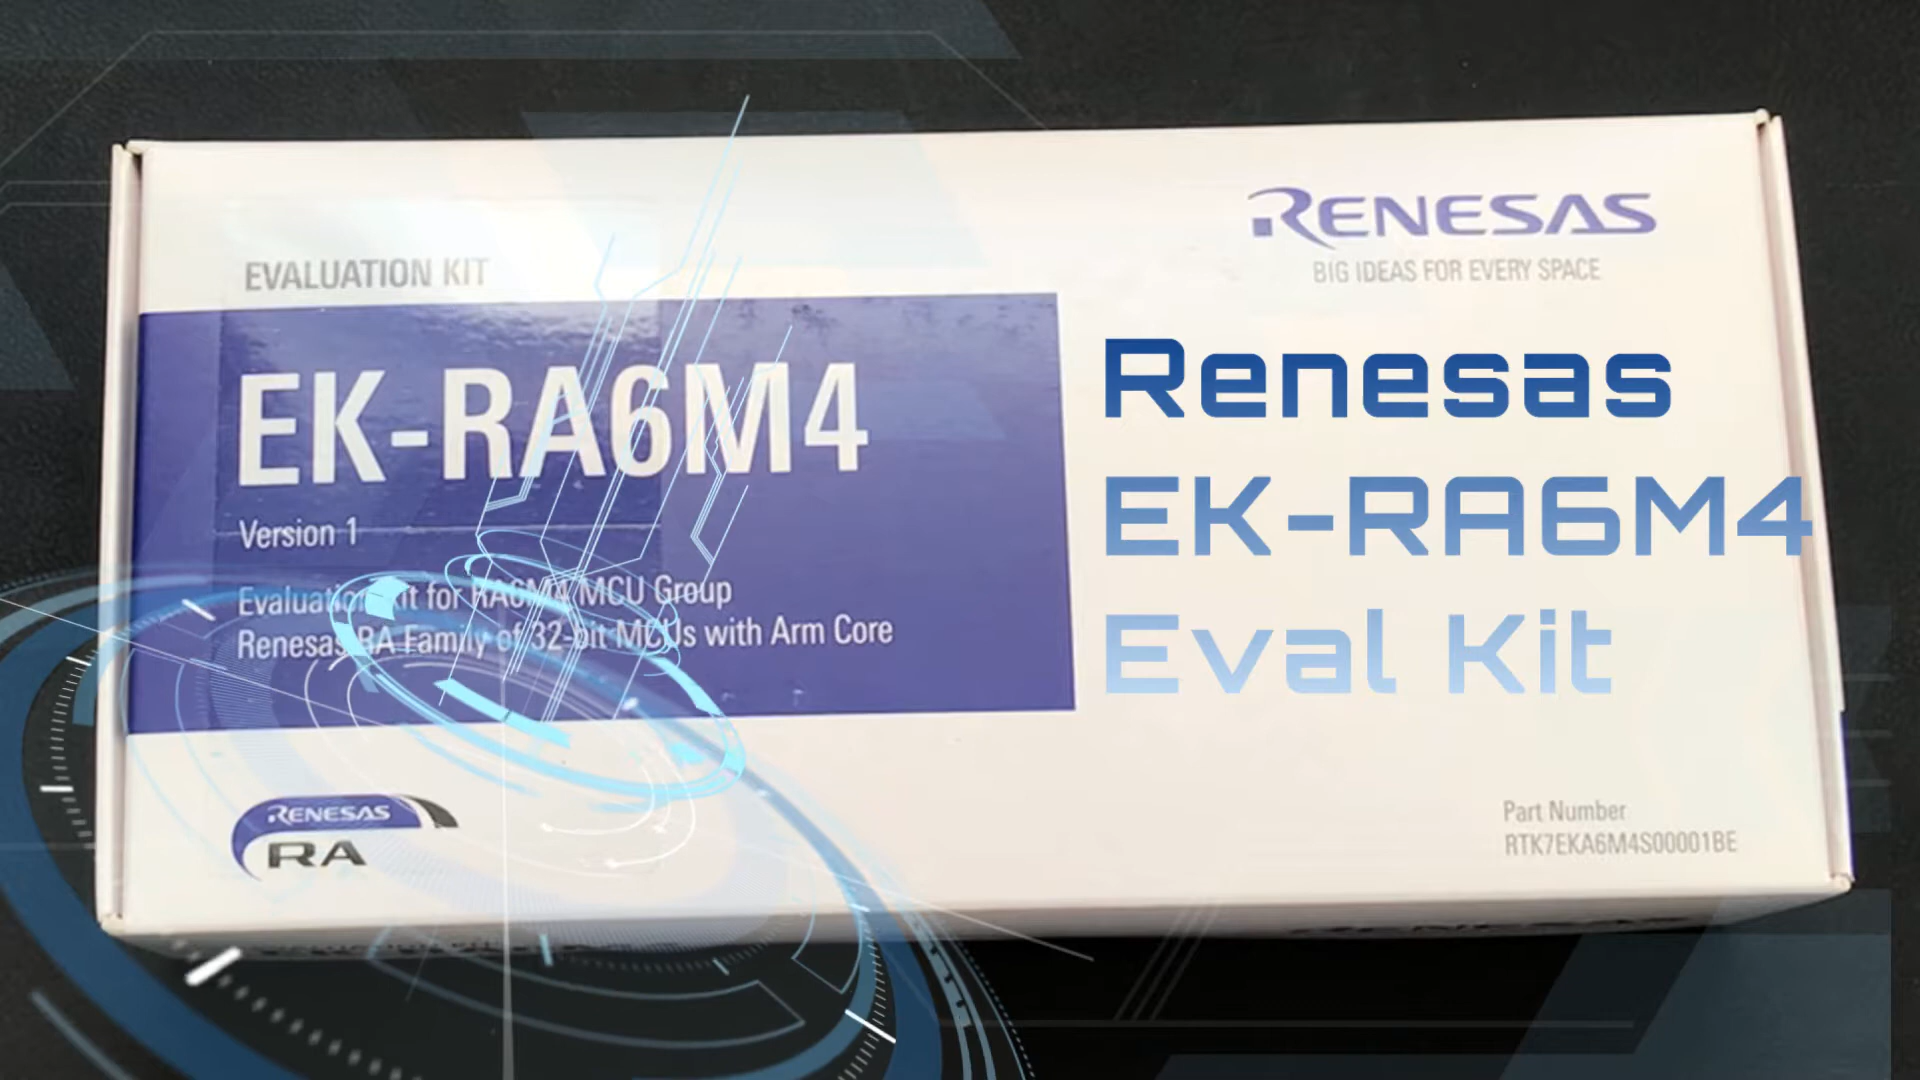 RENESAS
BIG IDEAS FOR EVERY SPACE
EVALUATION KIT
EK-RA6M4
Version 1
Evaluation Kit for RA6M4 MCU Group
Renesas RA Family of 32-bit MCUs with Arm Core
Renesas
EK-RA6M4
Eval Kit
RENESAS
RA
Part Number
RTK7EKA6M4S00001BE